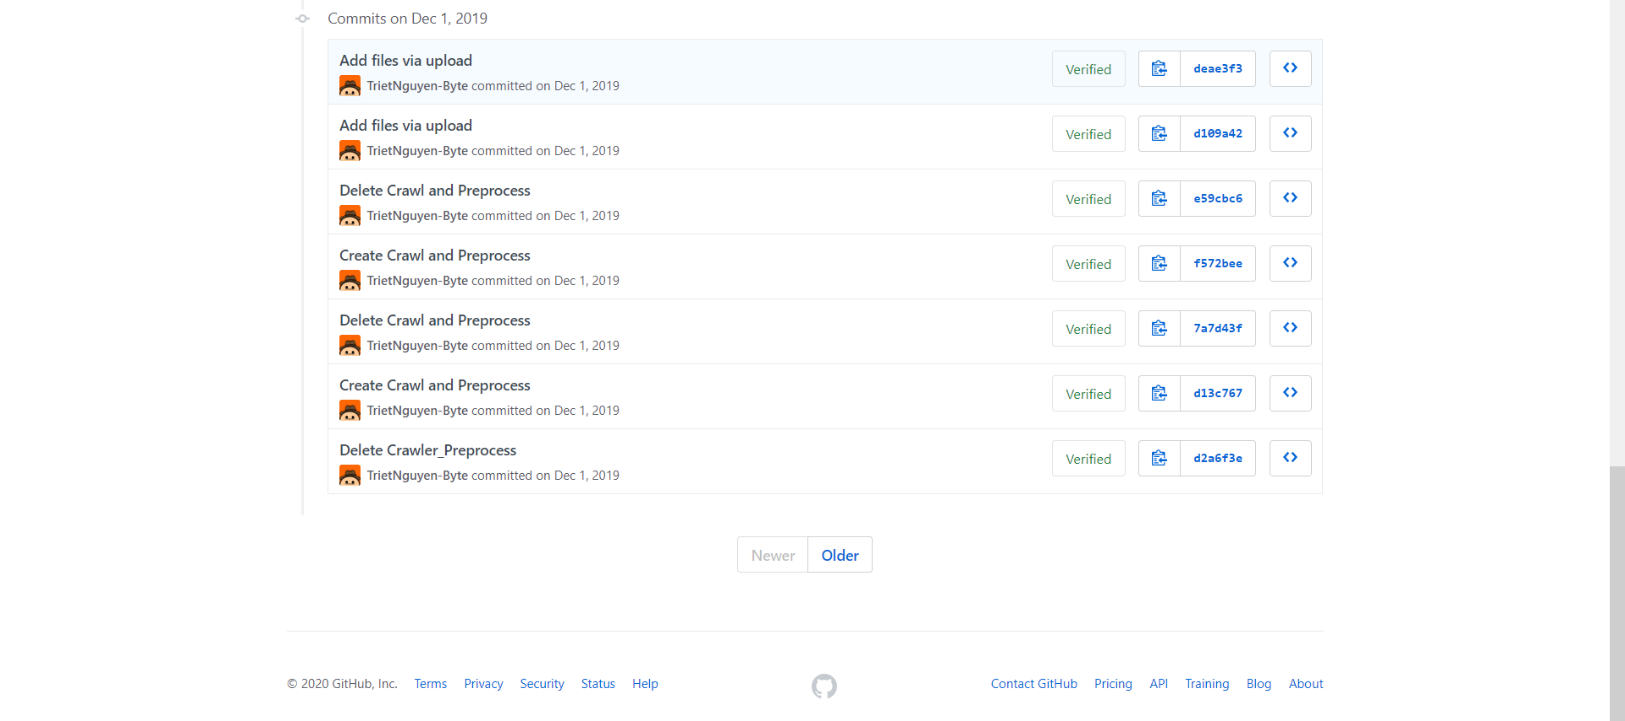 Commits on Dec 1, 2019
Add files via upload
TrietNguyen-Byte committed on Dec 1, 2019
Verified
deae3f3
Add files via upload
TrietNguyen-Byte committed on Dec 1, 2019
Verified
d109a42
Delete Crawl and Preprocess
TrietNguyen-Byte committed on Dec 1, 2019
Verified
e59cbc6
Create Crawl and Preprocess
TrietNguyen-Byte committed on Dec 1, 2019
Verified
f572bee
Delete Crawl and Preprocess
TrietNguyen-Byte committed on Dec 1, 2019
Verified
7a7d43f
Create Crawl and Preprocess
TrietNguyen-Byte committed on Dec 1, 2019
Verified
d13c767
Delete Crawler_Preprocess
TrietNguyen-Byte committed on Dec 1, 2019
Verified
d2a6f3e
Newer Older
© 2020 GitHub, Inc. Terms Privacy Security Status Help Contact GitHub Pricing API Training Blog About